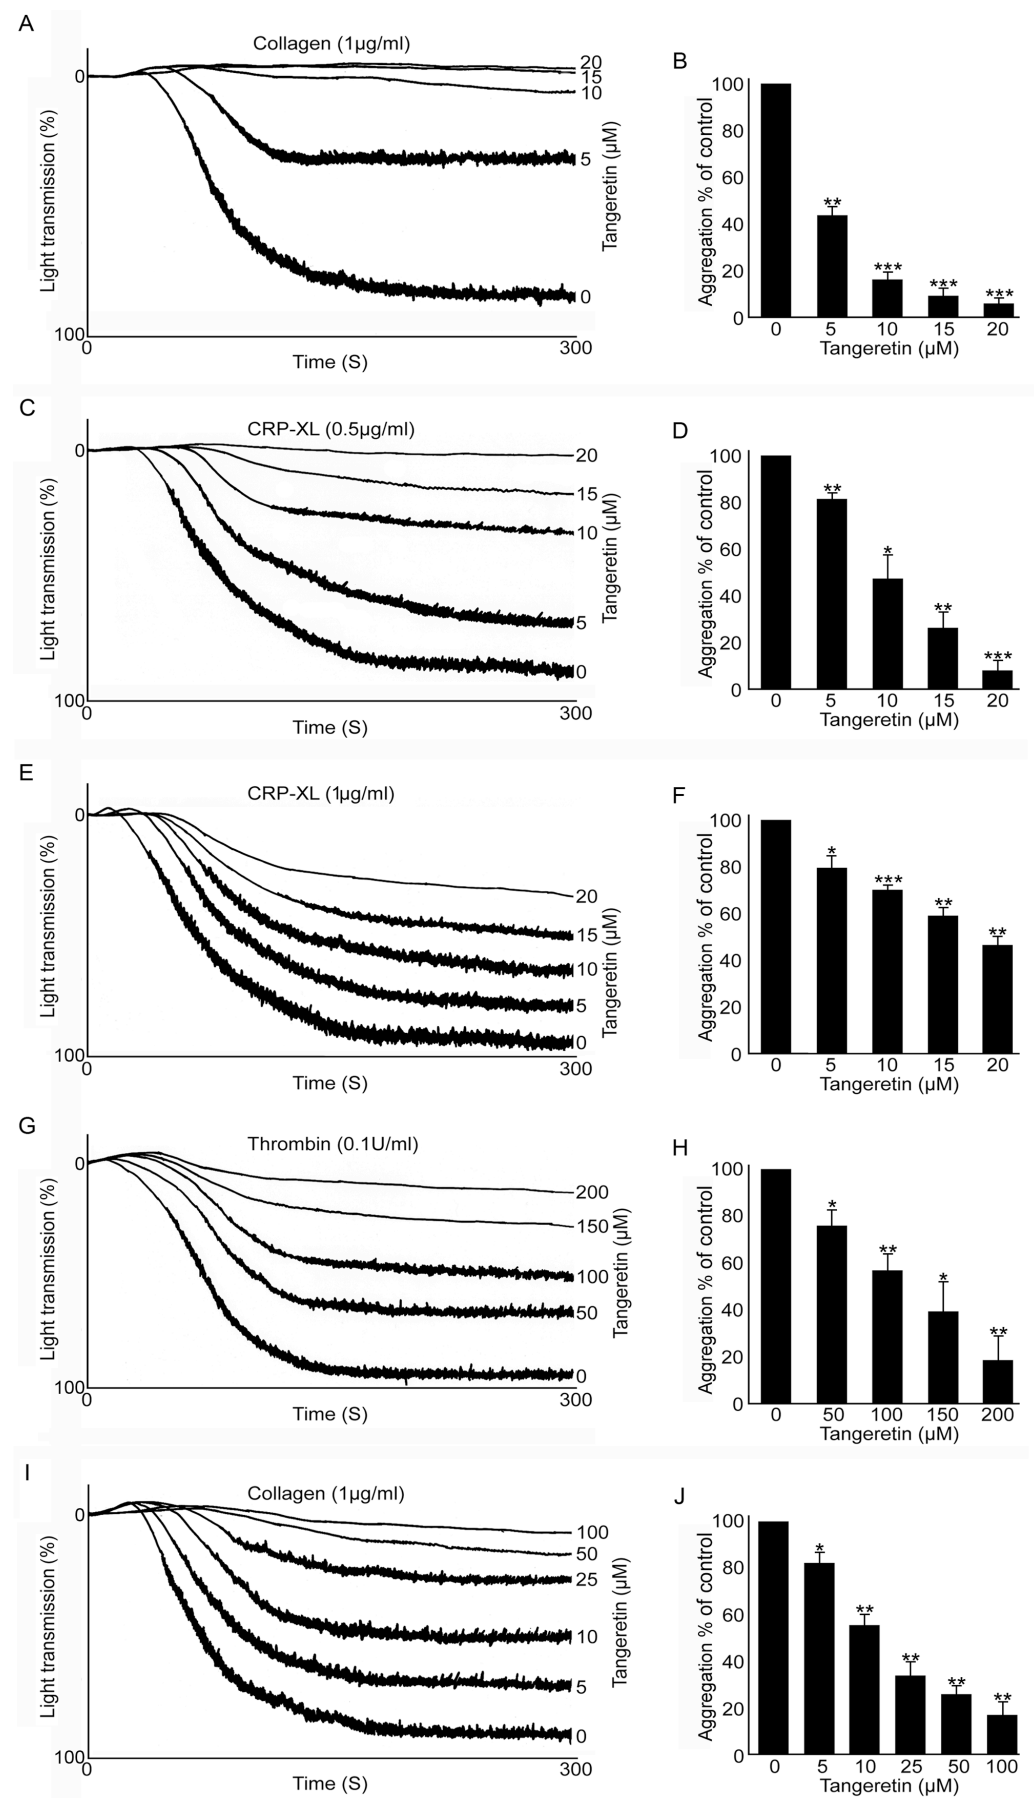 A
Collagen (1µg/ml)
0
20
15
10
5
0
100
0
300
Light transmission (%)
Time (S)
Tangeretin (µM)
B
100
80
60
40
20
0
Aggregation % of control
**
***
***
***
0 5 10 15 20
Tangeretin (µM)
C
CRP-XL (0.5µg/ml)
0
20
15
10
5
0
100
0
300
Light transmission (%)
Time (S)
Tangeretin (µM)
D
100
80
60
40
20
0
Aggregation % of control
**
*
**
***
0 5 10 15 20
Tangeretin (µM)
E
CRP-XL (1µg/ml)
0
20
15
10
5
0
100
0
300
Light transmission (%)
Time (S)
Tangeretin (µM)
F
100
80
60
40
20
0
Aggregation % of control
*
***
**
**
0 5 10 15 20
Tangeretin (µM)
G
Thrombin (0.1U/ml)
0
200
150
100
50
0
100
0
300
Light transmission (%)
Time (S)
Tangeretin (µM)
H
100
80
60
40
20
0
Aggregation % of control
*
**
*
**
0 50 100 150 200
Tangeretin (µM)
I
Collagen (1µg/ml)
0
100
50
25
10
5
0
100
0
300
Light transmission (%)
Time (S)
Tangeretin (µM)
J
100
80
60
40
20
0
Aggregation % of control
*
**
**
**
**
0 5 10 25 50 100
Tangeretin (µM)